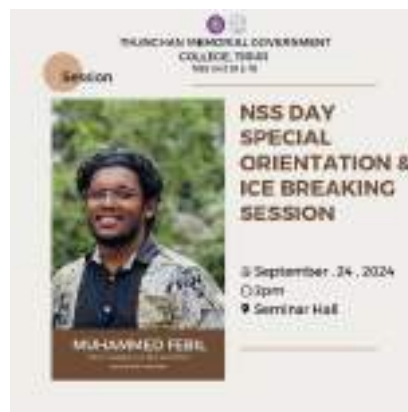 THUNCHAN MEMORIAL GOVERNMENT
COLLEGE, TIRUR
Session
NSS DAY
SPECIAL
ORIENTATION &
ICE BREAKING
SESSION
September . 24 , 2024
3pm
Seminar Hall
MUHAMMED FEBIL